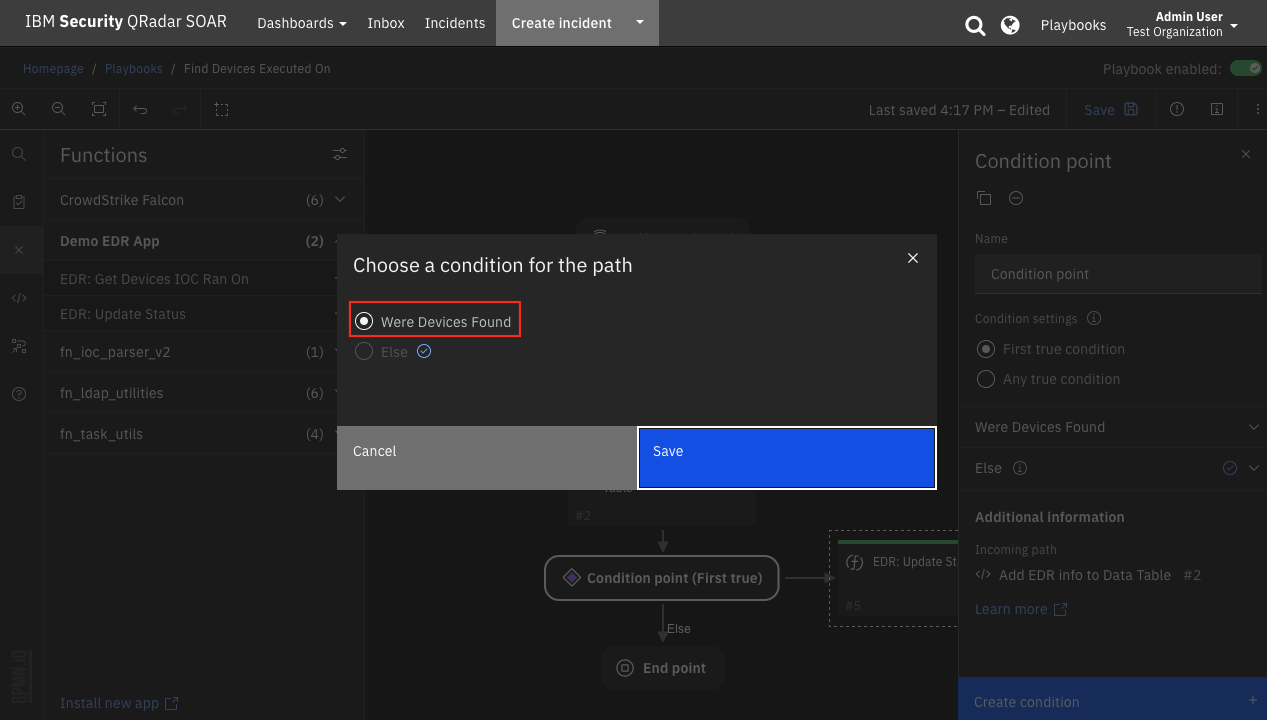 IBM Security QRadar SOAR
Dashboards
Inbox
Incidents
Create incident
Playbooks
Admin User
Test Organization
Homepage / Playbooks / Find Devices Executed On
Playbook enabled:
Last saved 4:17 PM – Edited
Save
Functions
CrowdStrike Falcon (6)
Demo EDR App (2)
EDR: Get Devices IOC Ran On
EDR: Update Status
fn_ioc_parser_v2 (1)
fn_ldap_utilities (6)
fn_task_utils (4)
Install new app
BPMN.iO
Choose a condition for the path
Were Devices Found
Else
Cancel
Save
#2
Condition point (First true)
EDR: Update Sta
#5
Else
End point
Condition point
Name
Condition point
Condition settings
First true condition
Any true condition
Were Devices Found
Else
Additional information
Incoming path
</> Add EDR info to Data Table #2
Learn more
Create condition